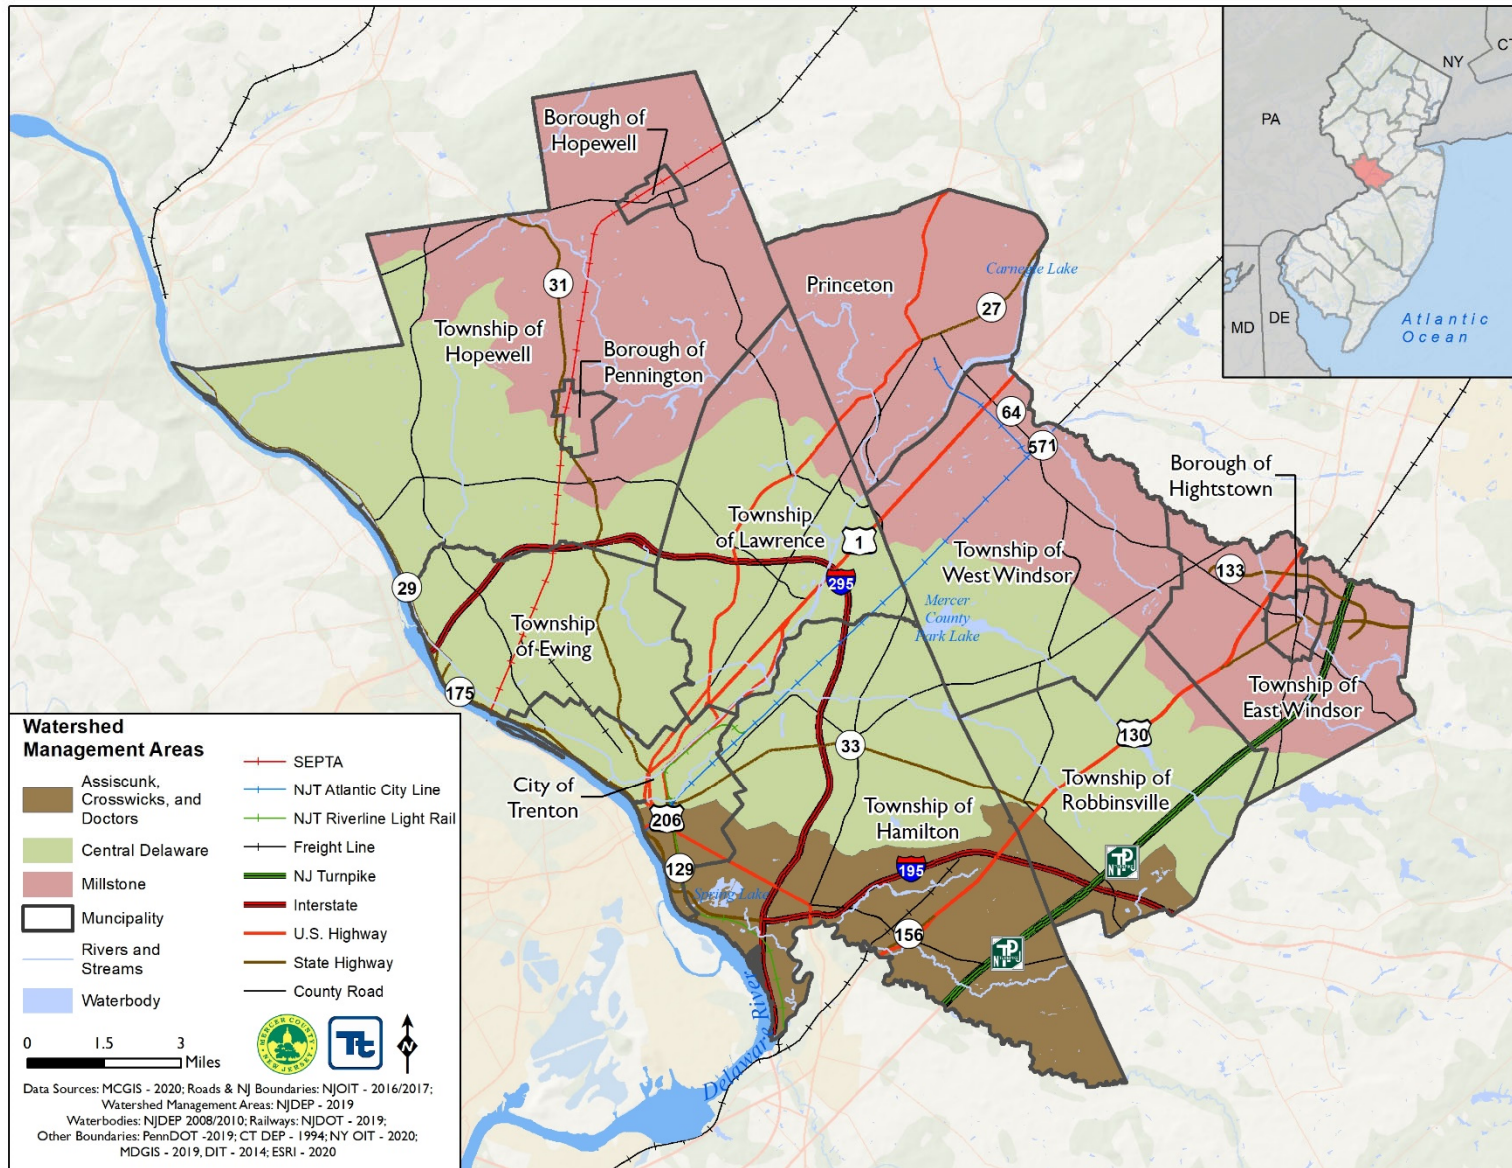 NY
CT
PA
MD
DE
Atlantic
Ocean
Borough of
Hopewell
Princeton
Carnegie Lake
31
27
Township of
Hopewell
Borough of
Pennington
64
571
Borough of
Hightstown
Township
of Lawrence
1
Township of
West Windsor
133
295
29
Mercer
County
Park Lake
Township
of Ewing
175
Township of
East Windsor
130
33
City of
Trenton
Township of
Robbinsville
206
Township of
Hamilton
129
195
Spring Lake
156
Delaware River
Watershed
Management Areas
Assiscunk,
Crosswicks, and
Doctors
Central Delaware
Millstone
Muncipality
Rivers and
Streams
Waterbody
SEPTA
NJT Atlantic City Line
NJT Riverline Light Rail
Freight Line
NJ Turnpike
Interstate
U.S. Highway
State Highway
County Road
0 1.5 3
Miles
MERCER COUNTY
NEW JERSEY
Tt
N
Data Sources: MCGIS - 2020; Roads & NJ Boundaries: NJOIT - 2016/2017;
Watershed Management Areas: NJDEP - 2019
Waterbodies: NJDEP 2008/2010; Railways: NJDOT - 2019;
Other Boundaries: PennDOT -2019; CT DEP - 1994; NY OIT - 2020;
MDGIS - 2019, DIT - 2014; ESRI - 2020